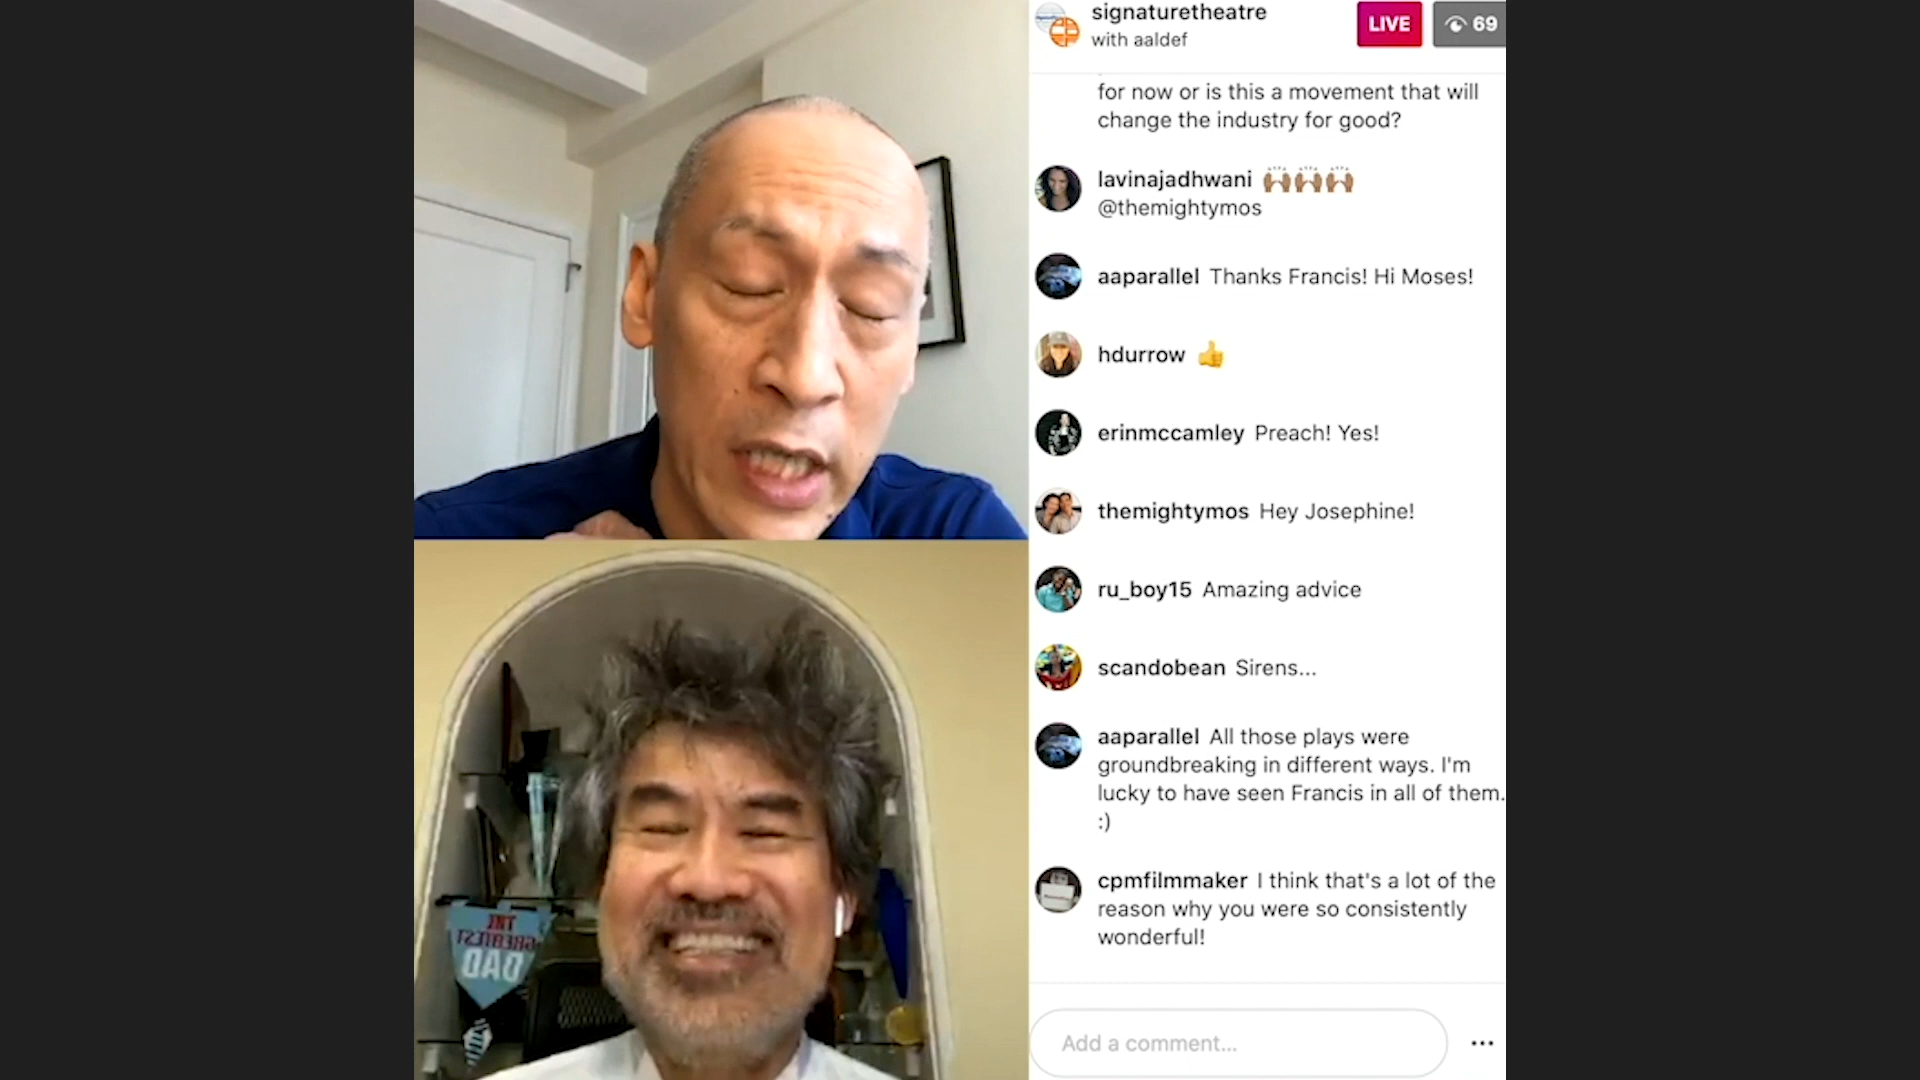 signaturetheatre
with aaldef
LIVE
69
for now or is this a movement that will
change the industry for good?
lavinajadhwani 🙌🏽🙌🏽🙌🏽
@themightymos
aaparallel Thanks Francis! Hi Moses!
hdurrow 👍
erinmccamley Preach! Yes!
themightymos Hey Josephine!
ru_boy15 Amazing advice
scandobean Sirens...
aaparallel All those plays were
groundbreaking in different ways. I'm
lucky to have seen Francis in all of them.
:)
cpmfilmmaker I think that's a lot of the
reason why you were so consistently
wonderful!
Add a comment...
THE
GREATEST
DAD